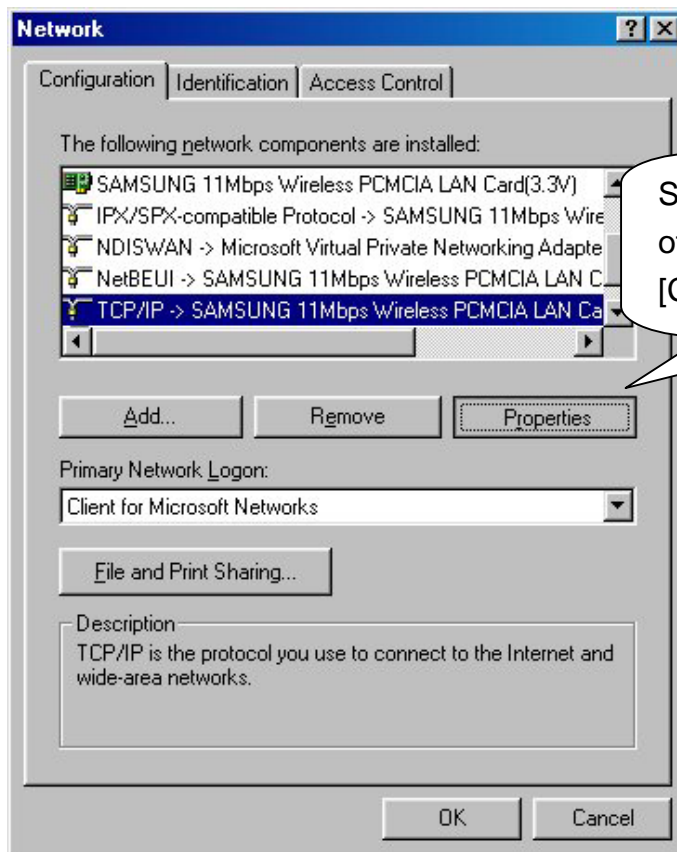 Network
Configuration Identification Access Control
The following network components are installed:
SAMSUNG 11Mbps Wireless PCMCIA LAN Card(3.3V)
IPX/SPX-compatible Protocol -> SAMSUNG 11Mbps Wire
NDISWAN -> Microsoft Virtual Private Networking Adapte
NetBEUI -> SAMSUNG 11Mbps Wireless PCMCIA LAN C
TCP/IP -> SAMSUNG 11Mbps Wireless PCMCIA LAN Ca
Add... Remove Properties
Primary Network Logon:
Client for Microsoft Networks
File and Print Sharing...
Description
TCP/IP is the protocol you use to connect to the Internet and
wide-area networks.
OK Cancel